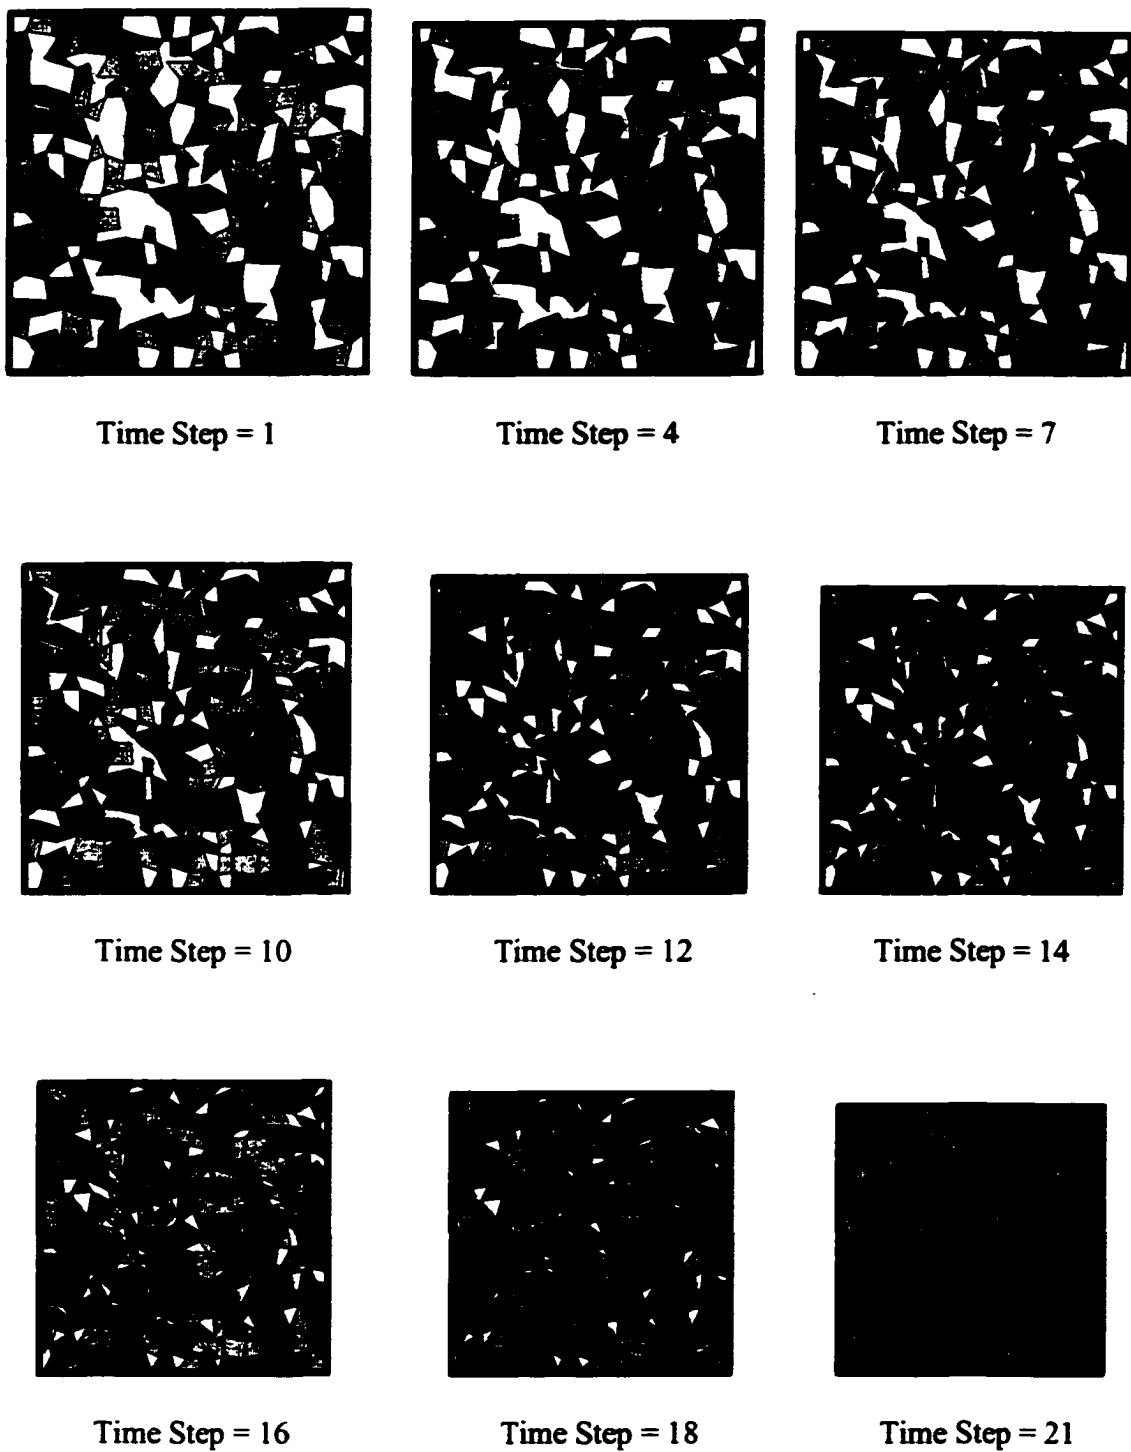 Time Step = 1
Time Step = 4
Time Step = 7
Time Step = 10
Time Step = 12
Time Step = 14
Time Step = 16
Time Step = 18
Time Step = 21